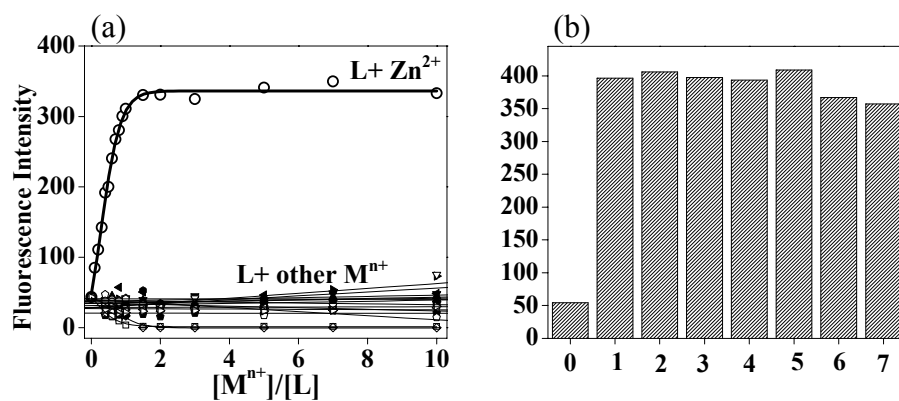 (a)
400
300
200
100
0
Fluorescence Intensity
L+ Zn²⁺
L+ other Mⁿ⁺
0 2 4 6 8 10
[Mⁿ⁺]/[L]
(b)
400
350
300
250
200
150
100
50
0
0 1 2 3 4 5 6 7